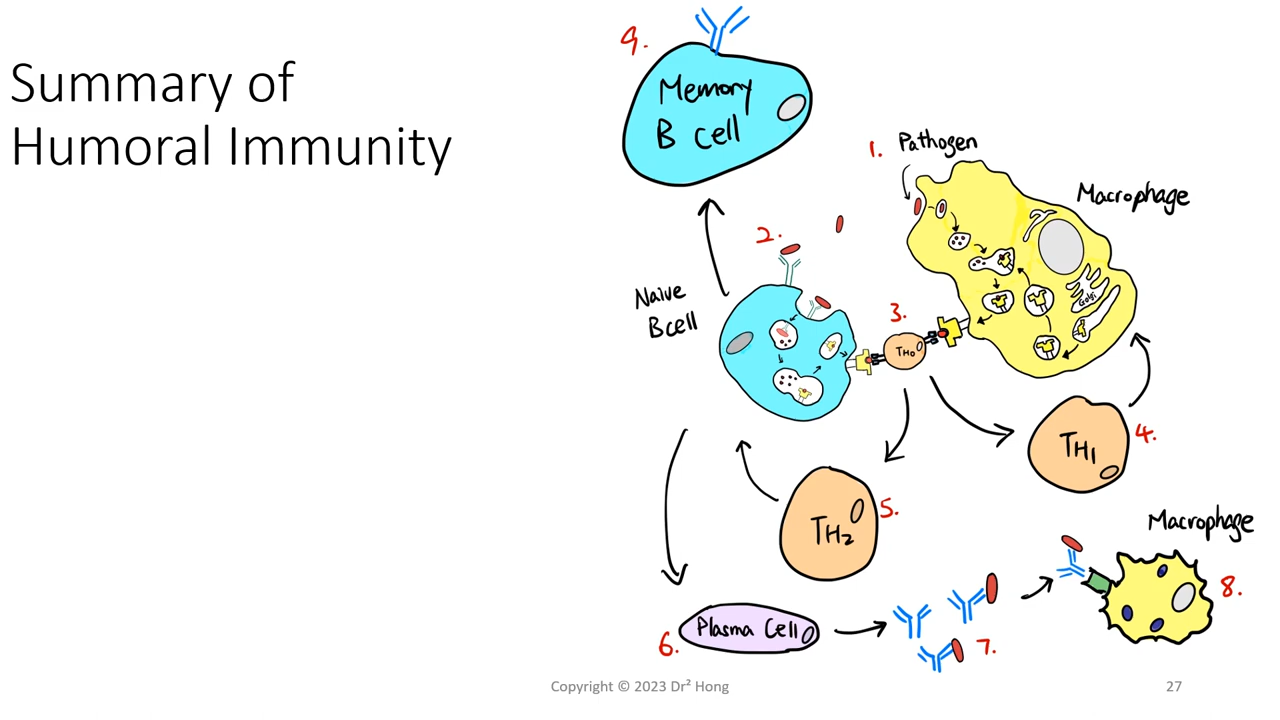 Summary of
Humoral Immunity
9.
Memory
B cell
1. Pathogen
Macrophage
2.
Naive
B cell
3.
TH0
Golgi
TH1
4.
TH2
5.
Macrophage
6. Plasma Cell
7.
8.
Copyright © 2023 Dr² Hong
27